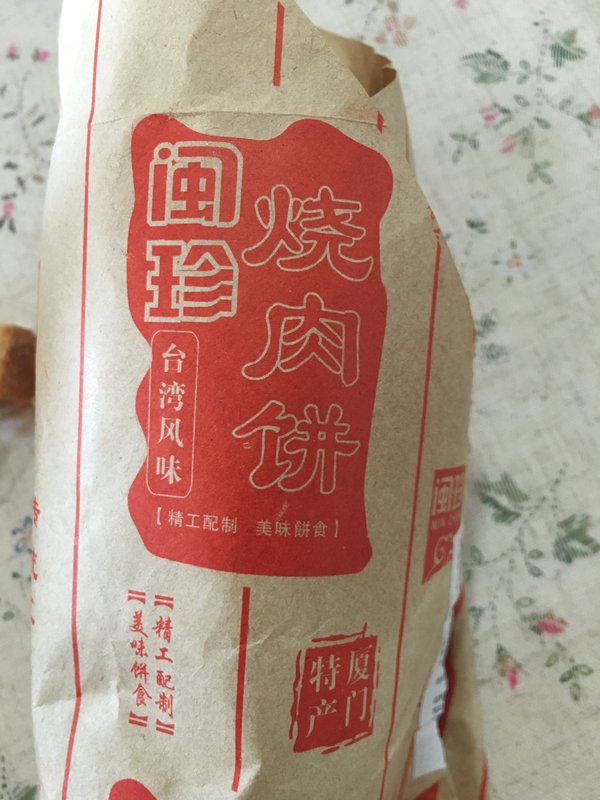 闽珍
烧肉饼
台湾风味
【精工配制 美味餅食】
【精工配制】
【美味餅食】
厦门
特产
闽珍